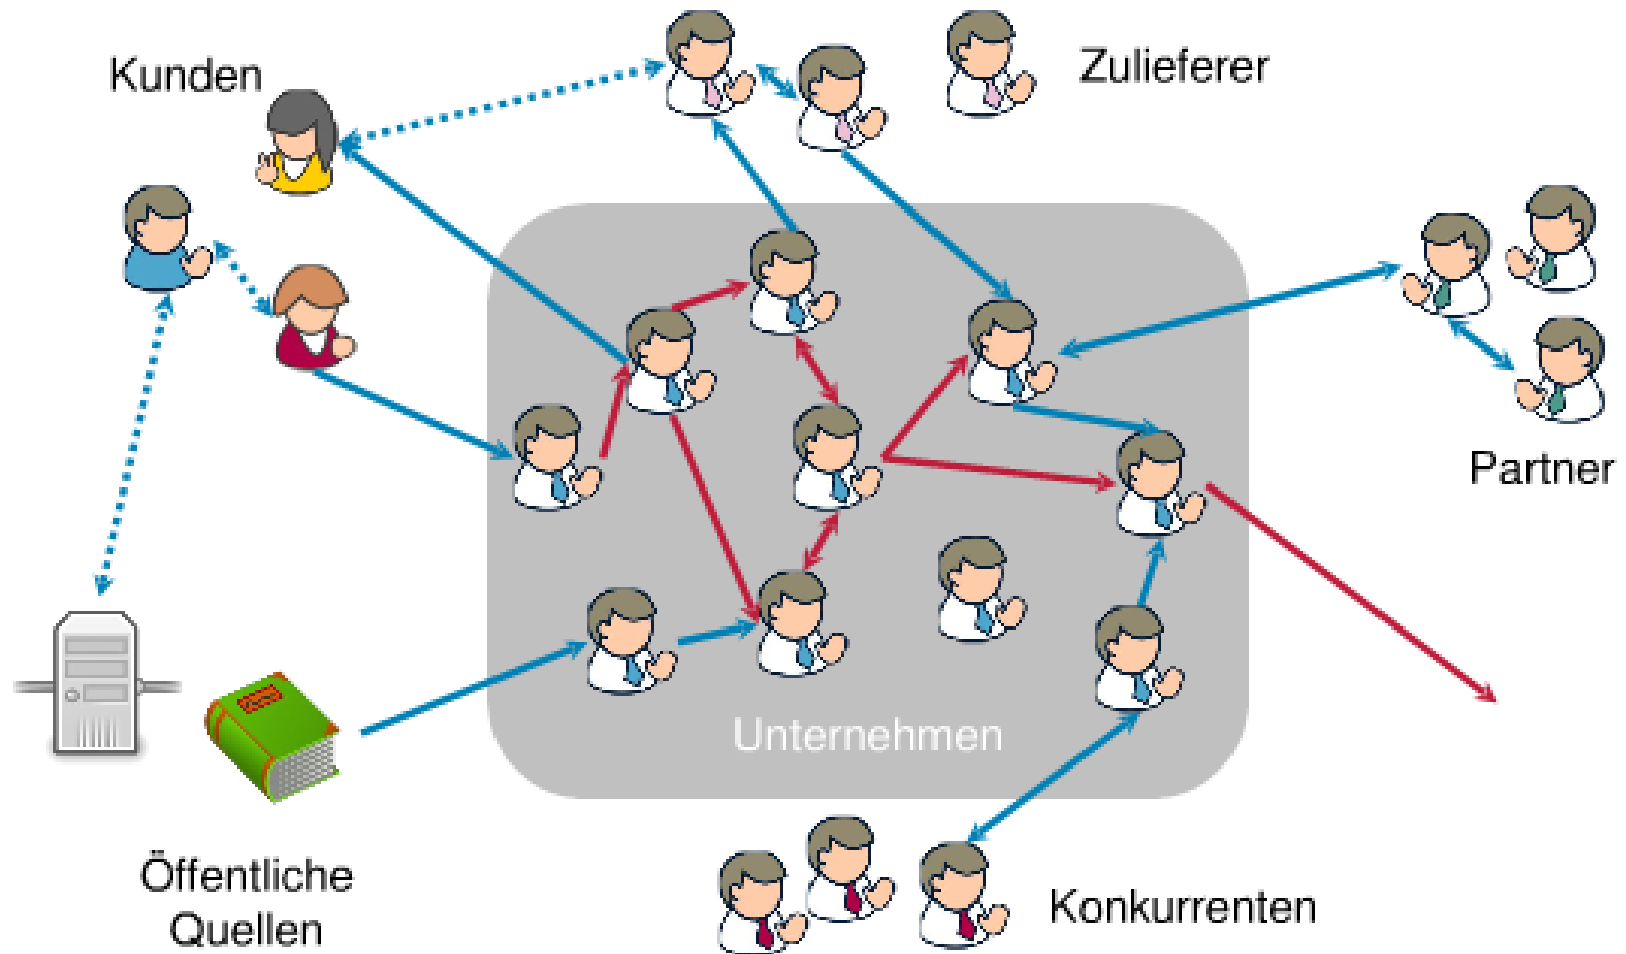 Kunden
Zulieferer
Partner
Unternehmen
Öffentliche
Quellen
Konkurrenten